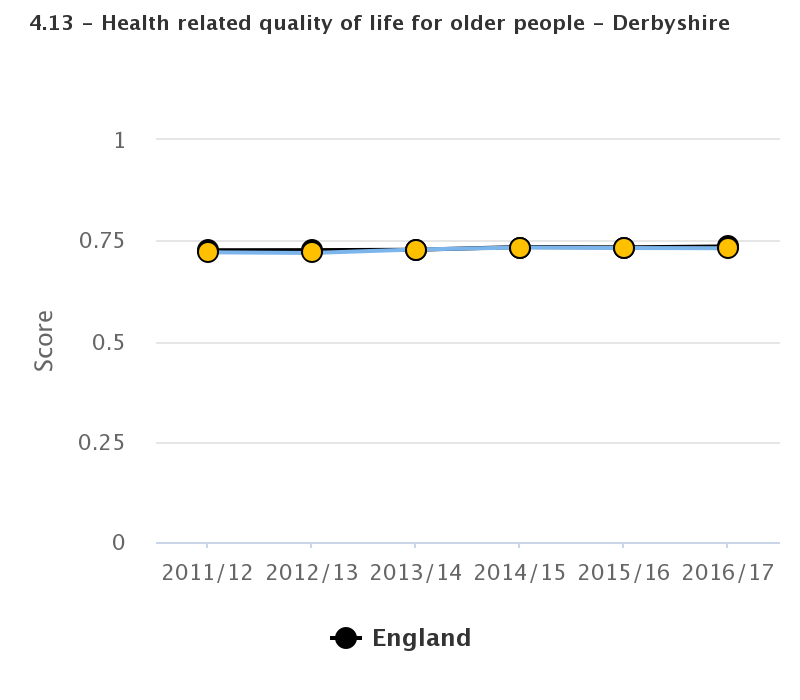 4.13 – Health related quality of life for older people – Derbyshire
1
0.75
0.5
0.25
0
Score
2011/12 2012/13 2013/14 2014/15 2015/16 2016/17
England